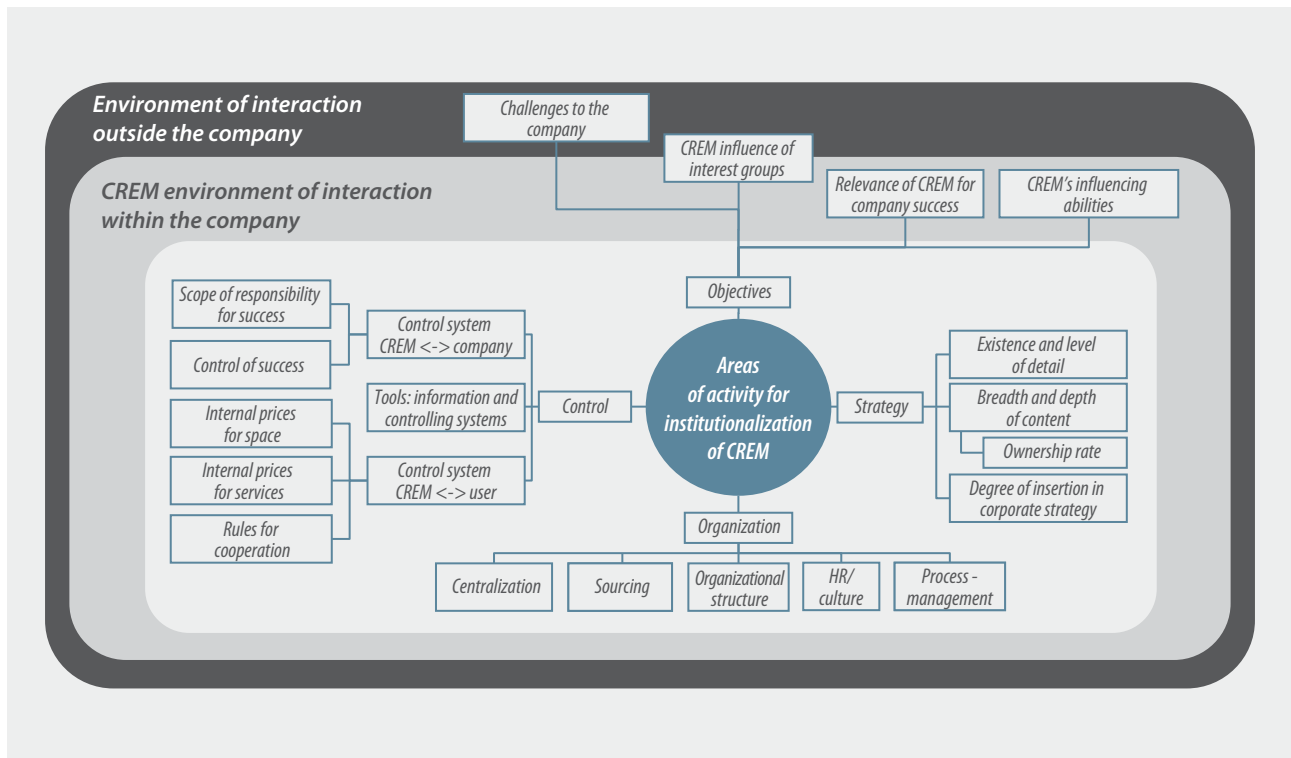 Environment of interaction
outside the company
Challenges to the
company
CREM influence of
interest groups
CREM environment of interaction
within the company
Relevance of CREM for
company success
CREM’s influencing
abilities
Objectives
Scope of responsibility
for success
Control of success
Internal prices
for space
Internal prices
for services
Rules for
cooperation
Control system
CREM <-> company
Tools: information and
controlling systems
Control system
CREM <-> user
Control
Areas
of activity for
institutionalization
of CREM
Strategy
Existence and level
of detail
Breadth and depth
of content
Ownership rate
Degree of insertion in
corporate strategy
Organization
Centralization
Sourcing
Organizational
structure
HR/
culture
Process -
management